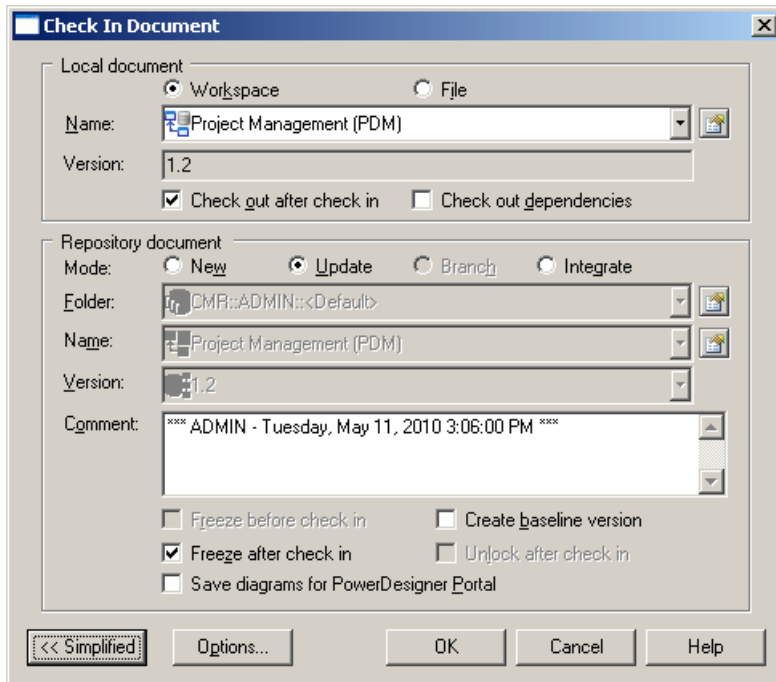 Check In Document
Local document
Workspace File
Name: Project Management (PDM)
Version: 1.2
Check out after check in Check out dependencies
Repository document
Mode: New Update Branch Integrate
Folder: CMR::ADMIN::<Default>
Name: Project Management (PDM)
Version: 1.2
Comment: *** ADMIN - Tuesday, May 11, 2010 3:06:00 PM ***
Freeze before check in Create baseline version
Freeze after check in Unlock after check in
Save diagrams for PowerDesigner Portal
<< Simplified Options... OK Cancel Help